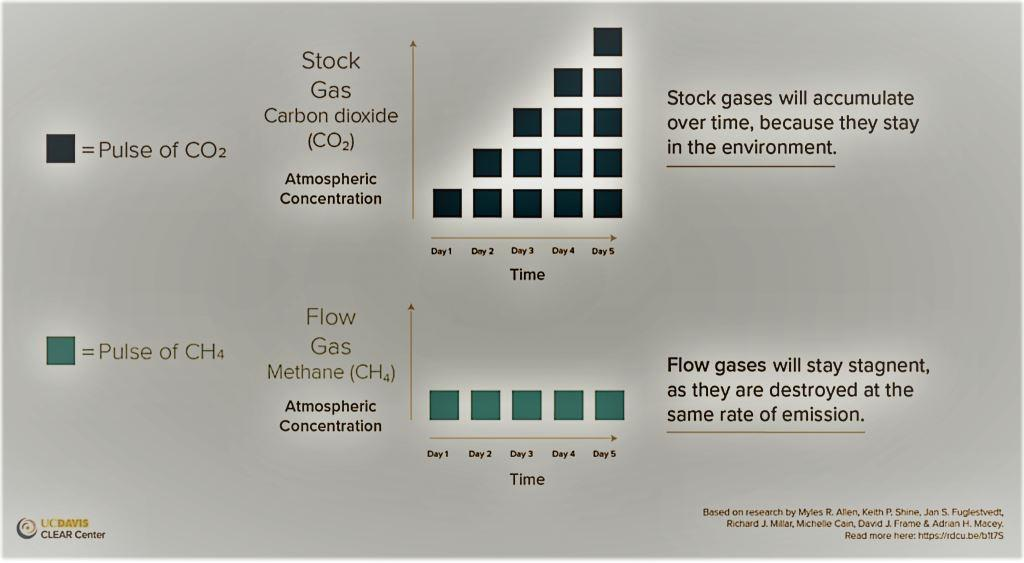 = Pulse of CO₂
Stock
Gas
Carbon dioxide
(CO₂)
Atmospheric
Concentration
Day 1 Day 2 Day 3 Day 4 Day 5
Time
Stock gases will accumulate
over time, because they stay
in the environment.
= Pulse of CH₄
Flow
Gas
Methane (CH₄)
Atmospheric
Concentration
Day 1 Day 2 Day 3 Day 4 Day 5
Time
Flow gases will stay stagnent,
as they are destroyed at the
same rate of emission.
UCDAVIS
CLEAR Center
Based on research by Myles R. Allen, Keith P. Shine, Jan S. Fuglestvedt,
Richard J. Millar, Michelle Cain, David J. Frame & Adrian H. Macey.
Read more here: https://rdcu.be/b1t7S